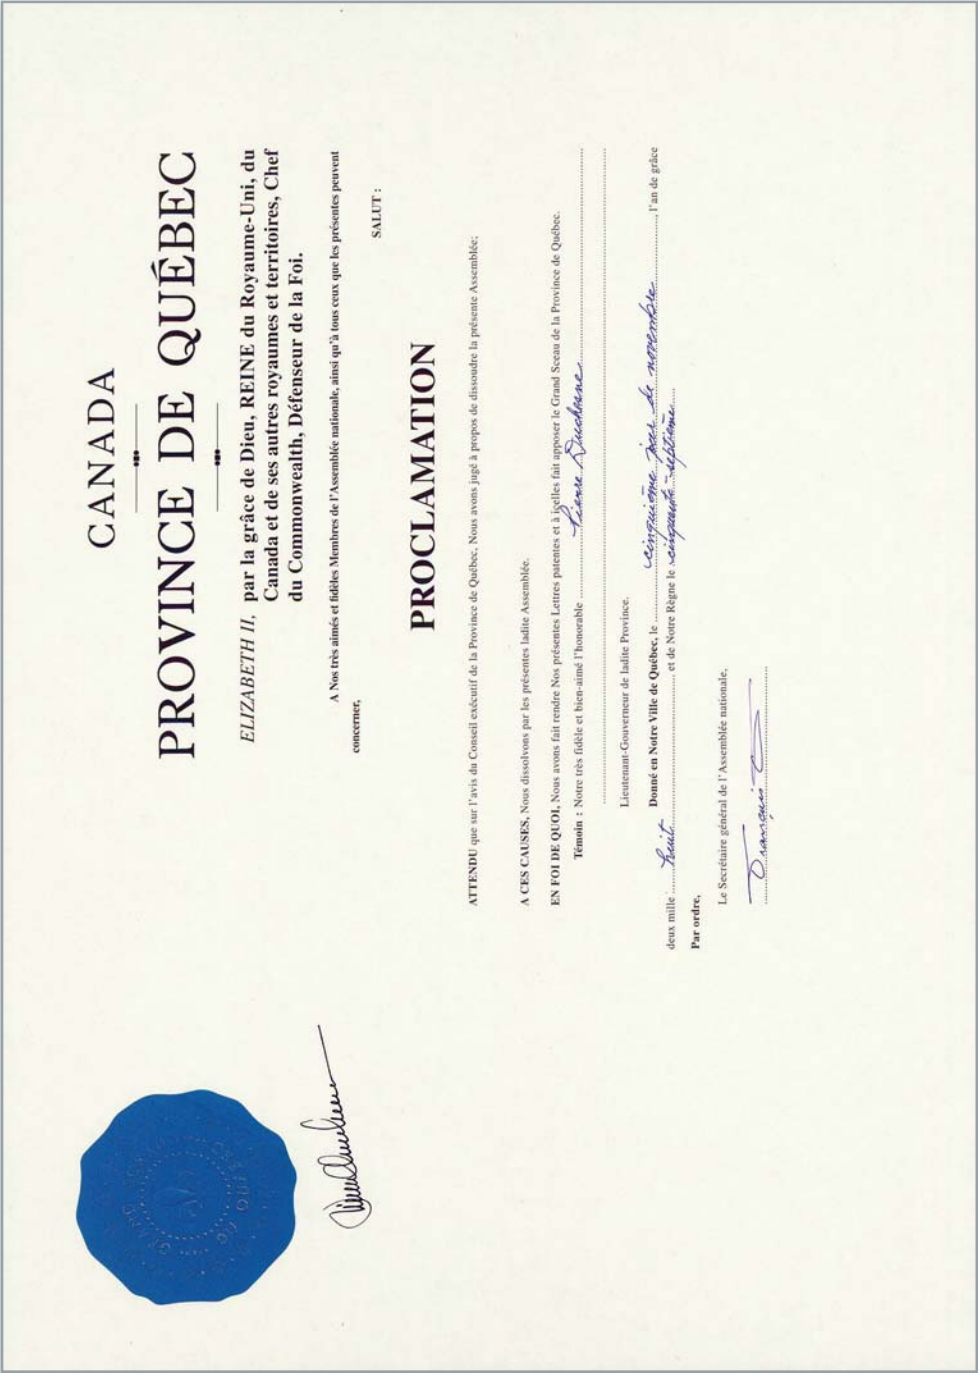 CANADA
PROVINCE DE QUÉBEC
ELIZABETH II, par la grâce de Dieu, REINE du Royaume-Uni, du
Canada et de ses autres royaumes et territoires, Chef
du Commonwealth, Défenseur de la Foi.
A Nos très aimés et fidèles Membres de l'Assemblée nationale, ainsi qu'à tous ceux que les présentes peuvent
concerner,
SALUT :
PROCLAMATION
ATTENDU que sur l'avis du Conseil exécutif de la Province de Québec, Nous avons jugé à propos de dissoudre la présente Assemblée;
A CES CAUSES, Nous dissolvons par les présentes ladite Assemblée.
EN FOI DE QUOI, Nous avons fait rendre Nos présentes Lettres patentes et à icelles fait apposer le Grand Sceau de la Province de Québec.
Témoin : Notre très fidèle et bien-aimé l'honorable Pierre Duchesne
Lieutenant-Gouverneur de ladite Province.
Donné en Notre Ville de Québec, le cinquième jour de novembre, l'an de grâce
deux mille huit et de Notre Règne le cinquante-septième
Par ordre,
Le Secrétaire général de l'Assemblée nationale,
François